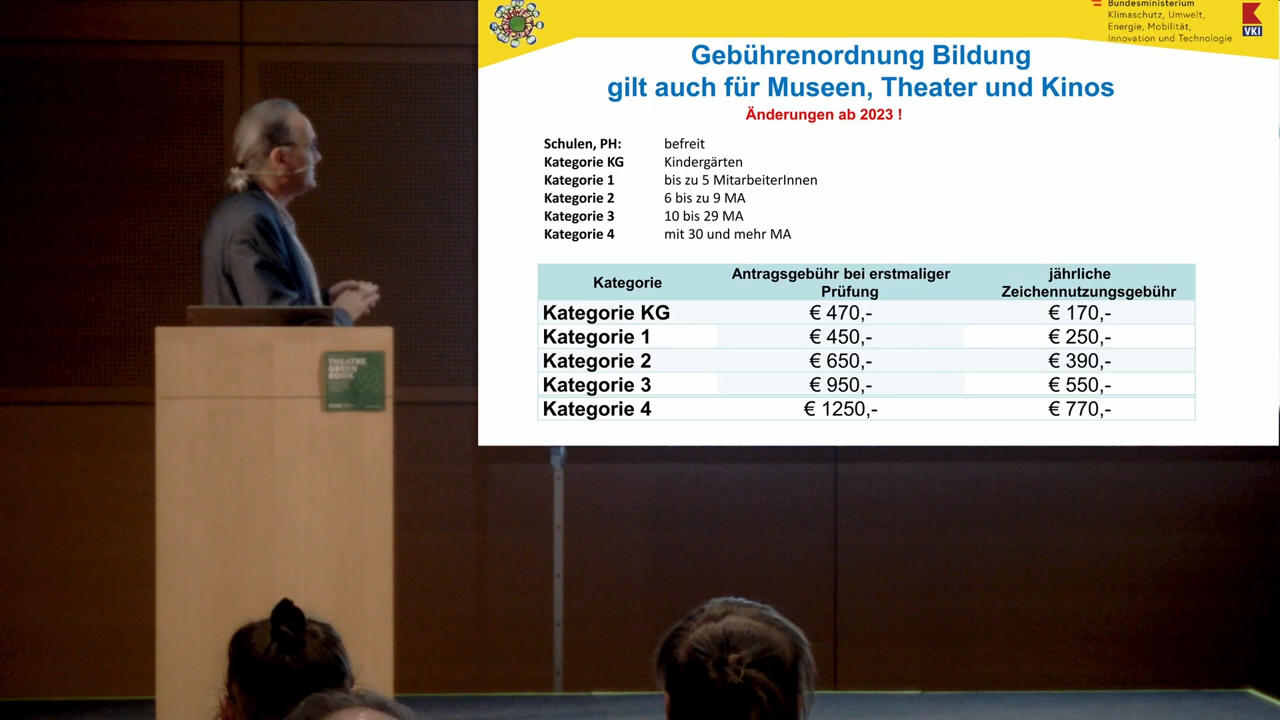 Bundesministerium
Klimaschutz, Umwelt,
Energie, Mobilität,
Innovation und Technologie
VKI
Gebührenordnung Bildung
gilt auch für Museen, Theater und Kinos
Änderungen ab 2023 !
Schulen, PH: befreit
Kategorie KG Kindergärten
Kategorie 1 bis zu 5 MitarbeiterInnen
Kategorie 2 6 bis zu 9 MA
Kategorie 3 10 bis 29 MA
Kategorie 4 mit 30 und mehr MA
Kategorie Antragsgebühr bei erstmaliger Prüfung jährliche Zeichennutzungsgebühr
Kategorie KG € 470,- € 170,-
Kategorie 1 € 450,- € 250,-
Kategorie 2 € 650,- € 390,-
Kategorie 3 € 950,- € 550,-
Kategorie 4 € 1250,- € 770,-
THEATRE
GREEN
BOOK